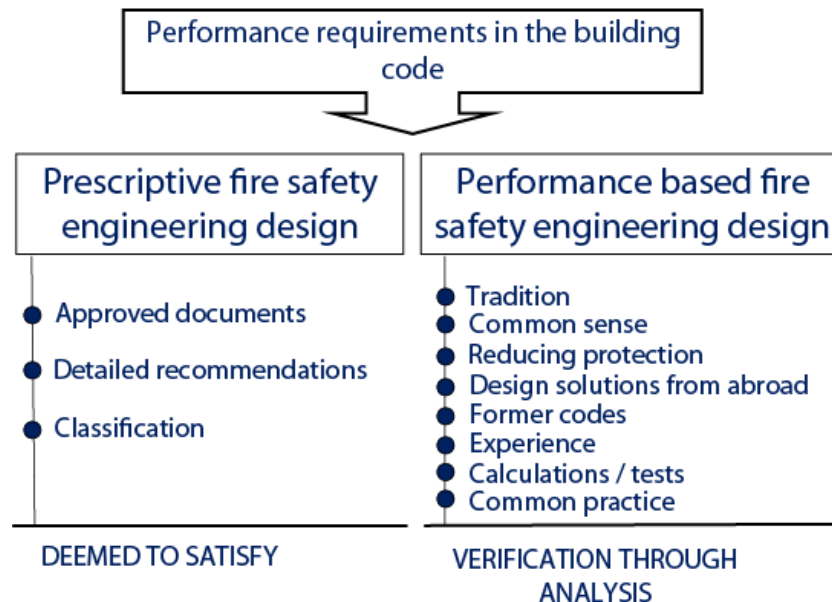 Performance requirements in the building
code
Prescriptive fire safety
engineering design
Approved documents
Detailed recommendations
Classification
DEEMED TO SATISFY
Performance based fire
safety engineering design
Tradition
Common sense
Reducing protection
Design solutions from abroad
Former codes
Experience
Calculations / tests
Common practice
VERIFICATION THROUGH
ANALYSIS